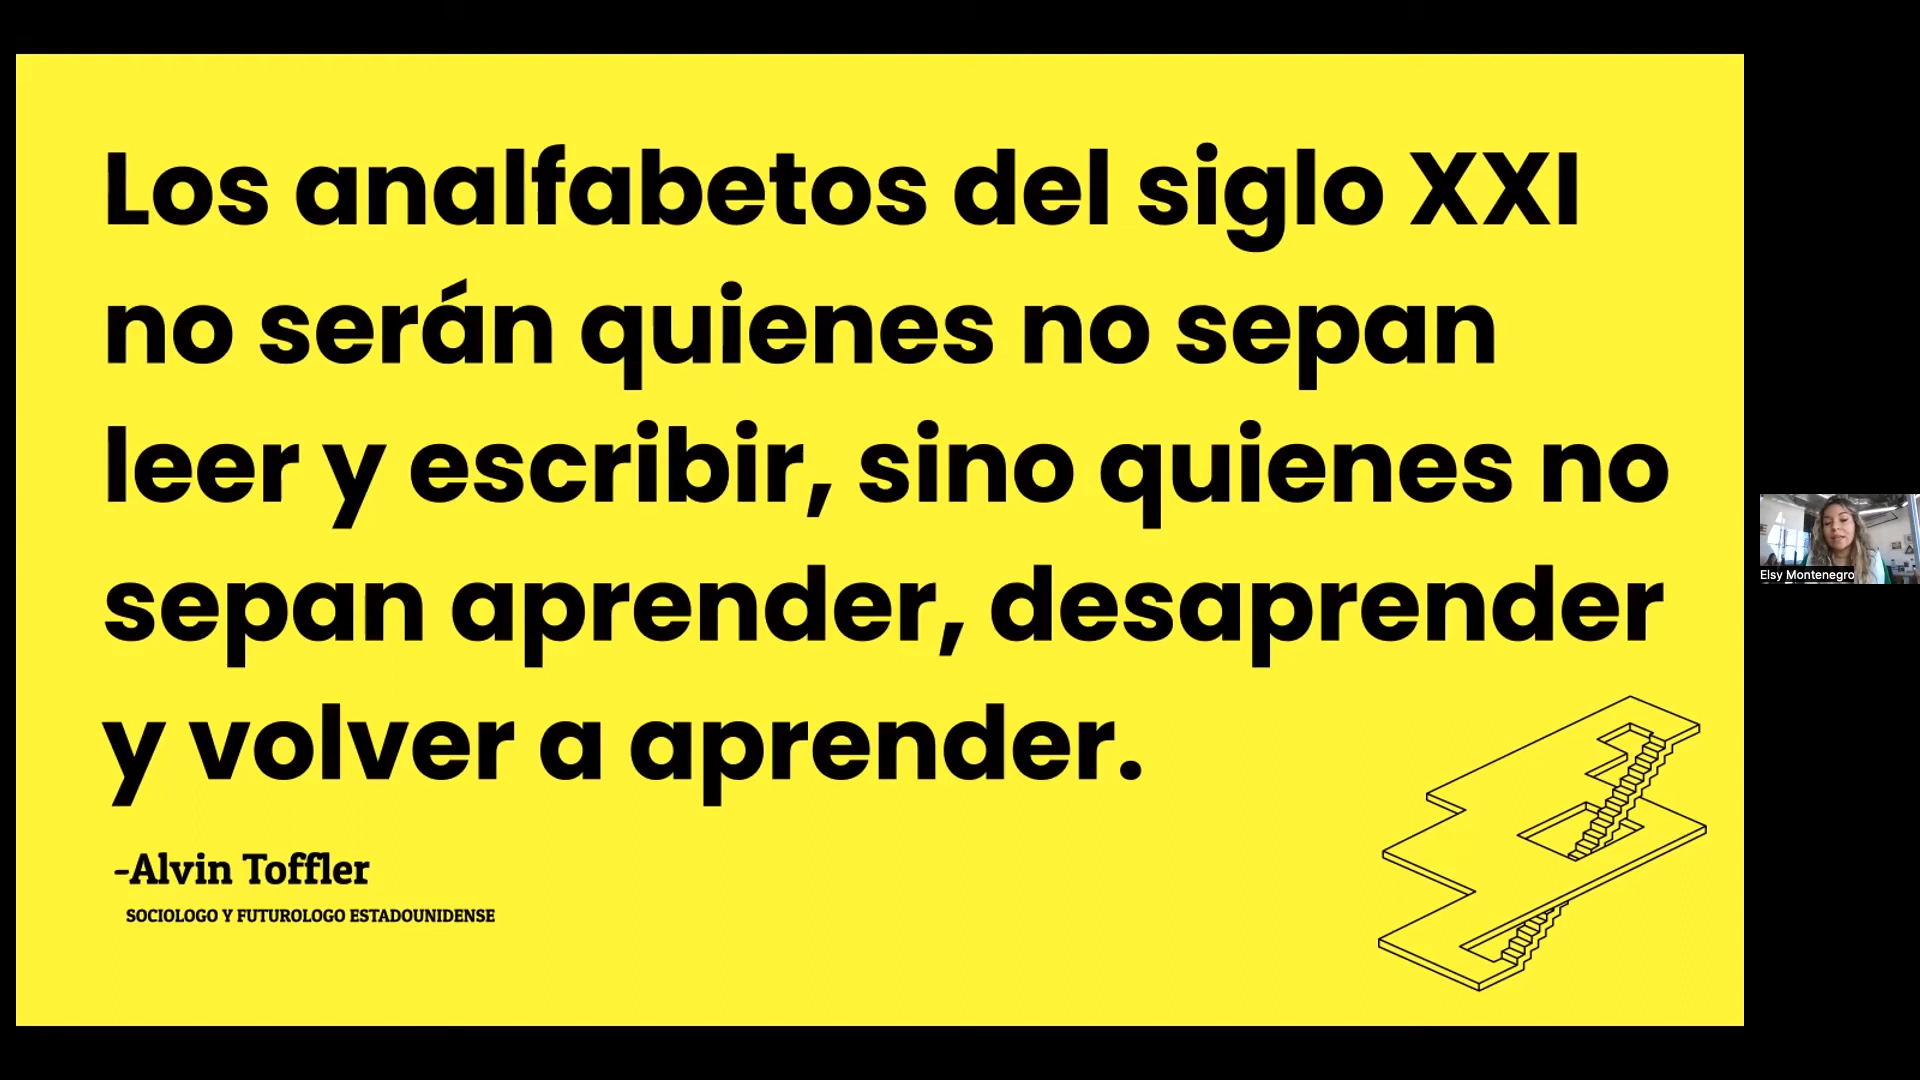 Los analfabetos del siglo XXI
no serán quienes no sepan
leer y escribir, sino quienes no
sepan aprender, desaprender
y volver a aprender.
-Alvin Toffler
SOCIOLOGO Y FUTUROLOGO ESTADOUNIDENSE
Elsy Montenegro